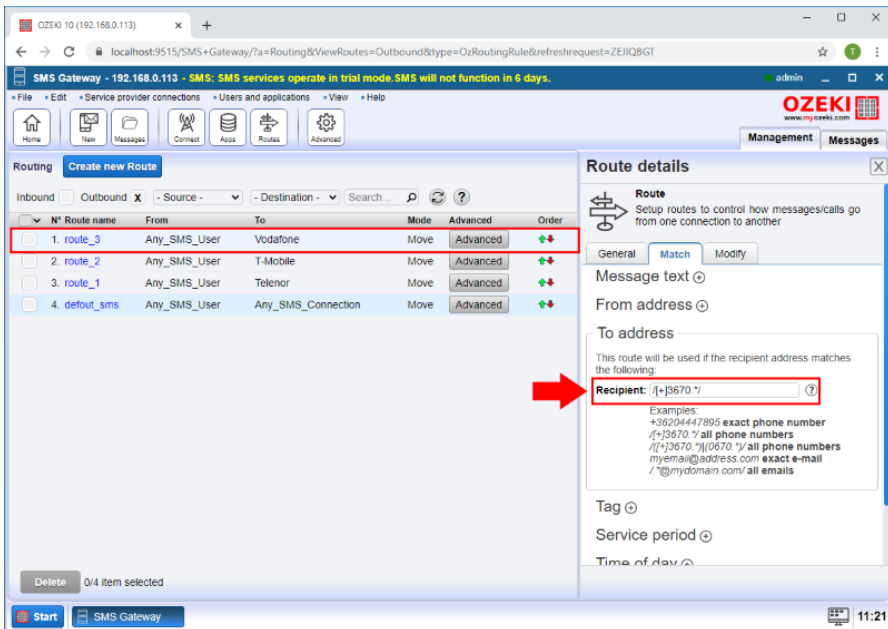 OZEKI 10 (192.168.0.113)
localhost:9515/SMS+Gateway/?a=Routing&ViewRoutes=Outbound&type=OzRoutingRule&refreshrequest=ZEJIQBGT
T
SMS Gateway - 192.168.0.113 - SMS: SMS services operate in trial mode.SMS will not function in 6 days.
admin
File Edit Service provider connections Users and applications View Help
OZEKI
www.myozeki.com
Home New Messages Connect Apps Routes Advanced
Management Messages
Routing Create new Route
Inbound Outbound X - Source - - Destination - Search... ?
N° Route name From To Mode Advanced Order
1. route_3 Any_SMS_User Vodafone Move Advanced
2. route_2 Any_SMS_User T-Mobile Move Advanced
3. route_1 Any_SMS_User Telenor Move Advanced
4. defout_sms Any_SMS_User Any_SMS_Connection Move Advanced
Delete 0/4 item selected
Route details X
Route
Setup routes to control how messages/calls go
from one connection to another
General Match Modify
Message text
From address
To address
This route will be used if the recipient address matches
the following:
Recipient: /[+]3670.*/ ?
Examples:
+36204447895 exact phone number
/[+]3670.*/ all phone numbers
/([+]3670.*)|(0670.*)/ all phone numbers
myemail@address.com exact e-mail
/.*@mydomain.com/ all emails
Tag
Service period
Time of day
Start SMS Gateway 11:21